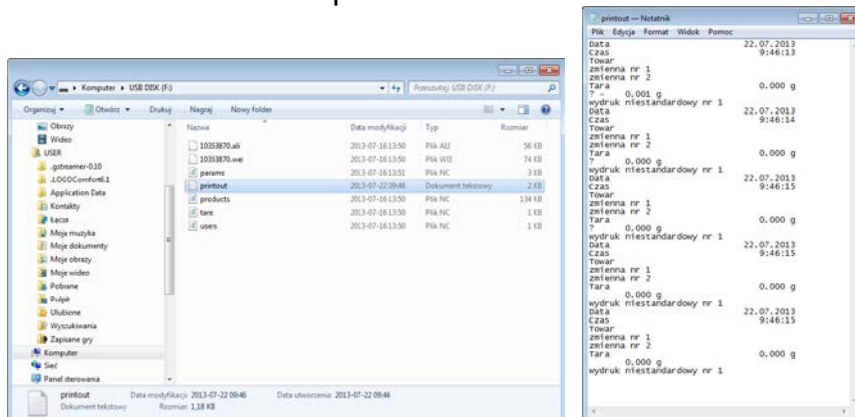 Komputer ▸ USB DISK (F:)
Przeszukaj: USB DISK (F:)
Organizuj
Otwórz
Drukuj
Nagraj
Nowy folder
Obrazy
Wideo
USER
.gstreamer-0.10
.LOGOComfort6.1
Application Data
Kontakty
Łącza
Moja muzyka
Moje dokumenty
Moje obrazy
Moje wideo
Pobrane
Pulpit
Ulubione
Wyszukiwania
Zapisane gry
Komputer
Sieć
Panel sterowania
Nazwa Data modyfikacji Typ Rozmiar
10353870.ali 2013-07-16 13:50 Plik ALI 56 KB
10353870.wei 2013-07-16 13:50 Plik WEI 74 KB
params 2013-07-16 13:51 Plik NC 3 KB
printout 2013-07-22 09:46 Dokument tekstowy 2 KB
products 2013-07-16 13:50 Plik NC 134 KB
tare 2013-07-16 13:50 Plik NC 1 KB
users 2013-07-16 13:50 Plik NC 1 KB
printout Data modyfikacji: 2013-07-22 09:46 Data utworzenia: 2013-07-22 09:46
Dokument tekstowy Rozmiar: 1,18 KB
printout — Notatnik
Plik Edycja Format Widok Pomoc
Data 22.07.2013
Czas 9:46:13
Towar
zmienna nr 1
zmienna nr 2
Tara 0.000 g
? - 0.001 g
wydruk niestandardowy nr 1
Data 22.07.2013
Czas 9:46:14
Towar
zmienna nr 1
zmienna nr 2
Tara 0.000 g
? 0.000 g
wydruk niestandardowy nr 1
Data 22.07.2013
Czas 9:46:15
Towar
zmienna nr 1
zmienna nr 2
Tara 0.000 g
? 0.000 g
wydruk niestandardowy nr 1
Data 22.07.2013
Czas 9:46:15
Towar
zmienna nr 1
zmienna nr 2
Tara 0.000 g
0.000 g
wydruk niestandardowy nr 1
Data 22.07.2013
Czas 9:46:15
Towar
zmienna nr 1
zmienna nr 2
Tara 0.000 g
0.000 g
wydruk niestandardowy nr 1